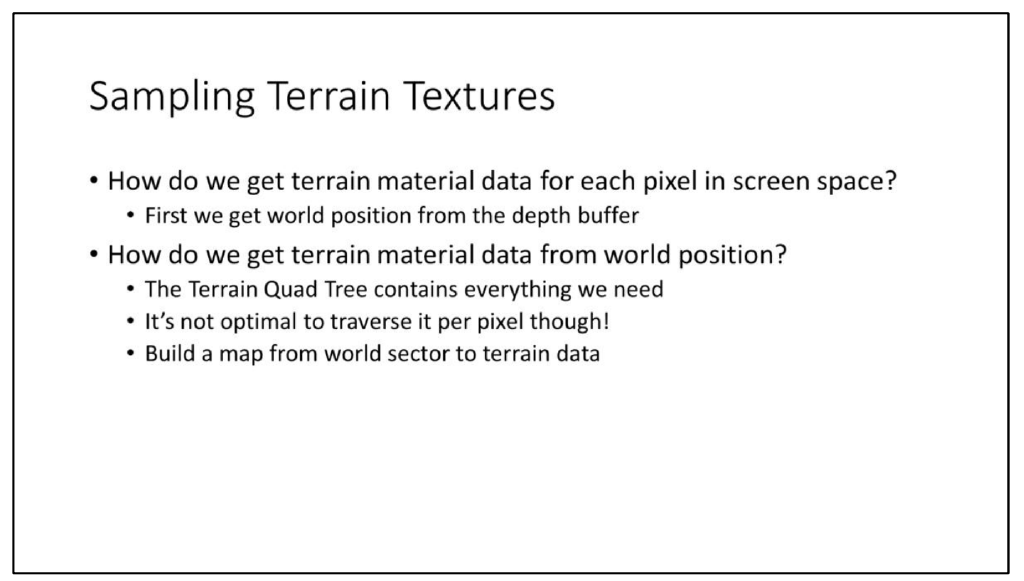 Sampling Terrain Textures
• How do we get terrain material data for each pixel in screen space?
• First we get world position from the depth buffer
• How do we get terrain material data from world position?
• The Terrain Quad Tree contains everything we need
• It's not optimal to traverse it per pixel though!
• Build a map from world sector to terrain data